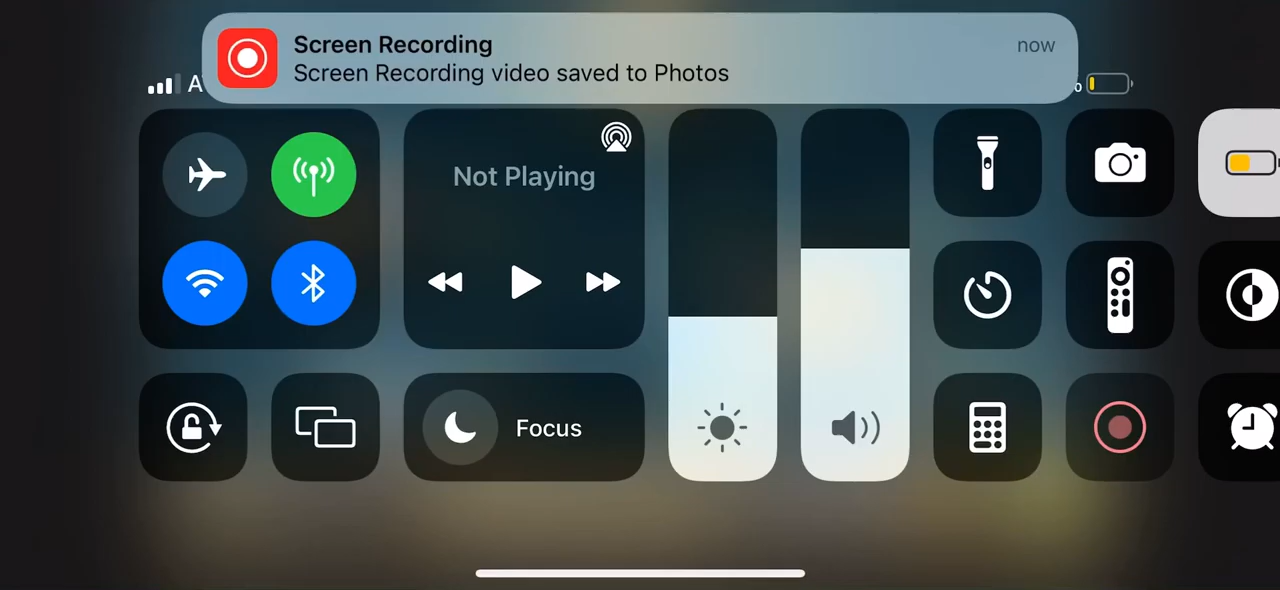 Screen Recording
now
Screen Recording video saved to Photos
A
%
Not Playing
Focus